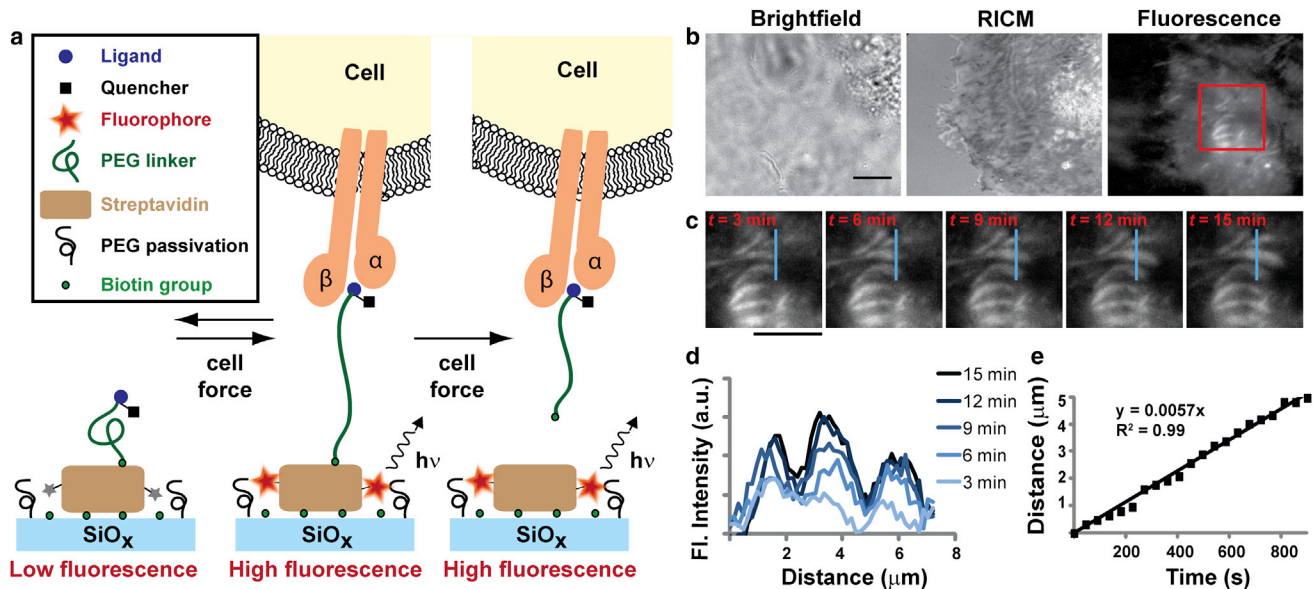 a
Ligand
Quencher
Fluorophore
PEG linker
Streptavidin
PEG passivation
Biotin group
Cell
β
α
Cell
β
α
cell
force
cell
force
hν
hν
SiOx
SiOx
SiOx
Low fluorescence
High fluorescence
High fluorescence
b
Brightfield
RICM
Fluorescence
c
t = 3 min
t = 6 min
t = 9 min
t = 12 min
t = 15 min
d
Fl. Intensity (a.u.)
15 min
12 min
9 min
6 min
3 min
2
4
6
8
Distance (μm)
e
Distance (μm)
5
4
3
2
1
y = 0.0057x
R² = 0.99
200
400
600
800
Time (s)